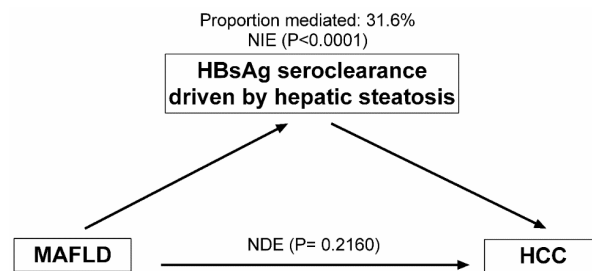 Proportion mediated: 31.6%
NIE (P<0.0001)
HBsAg seroclearance
driven by hepatic steatosis
NDE (P= 0.2160)
MAFLD
HCC